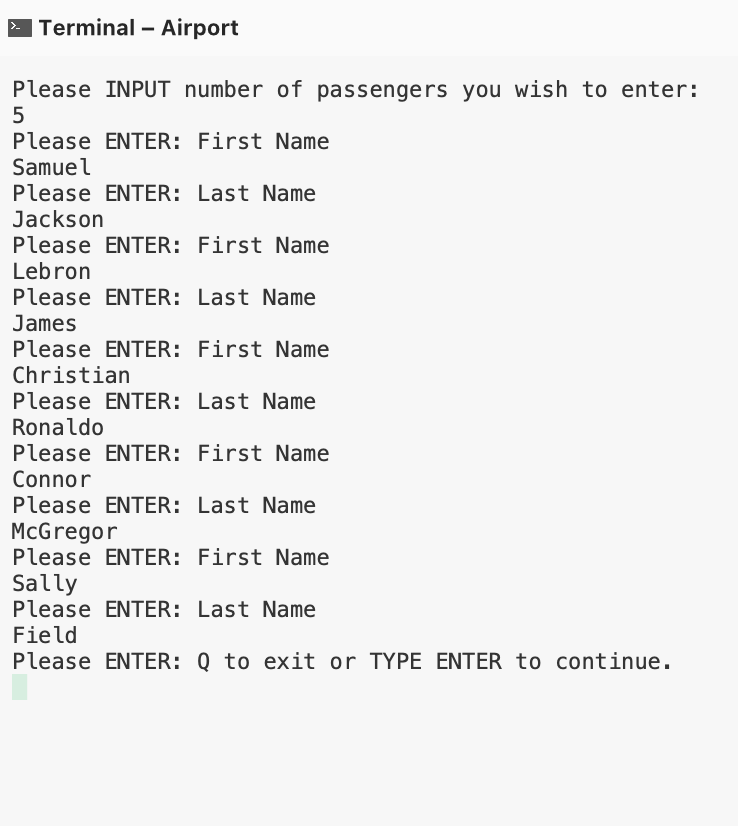 Terminal – Airport
Please INPUT number of passengers you wish to enter:
5
Please ENTER: First Name
Samuel
Please ENTER: Last Name
Jackson
Please ENTER: First Name
Lebron
Please ENTER: Last Name
James
Please ENTER: First Name
Christian
Please ENTER: Last Name
Ronaldo
Please ENTER: First Name
Connor
Please ENTER: Last Name
McGregor
Please ENTER: First Name
Sally
Please ENTER: Last Name
Field
Please ENTER: Q to exit or TYPE ENTER to continue.